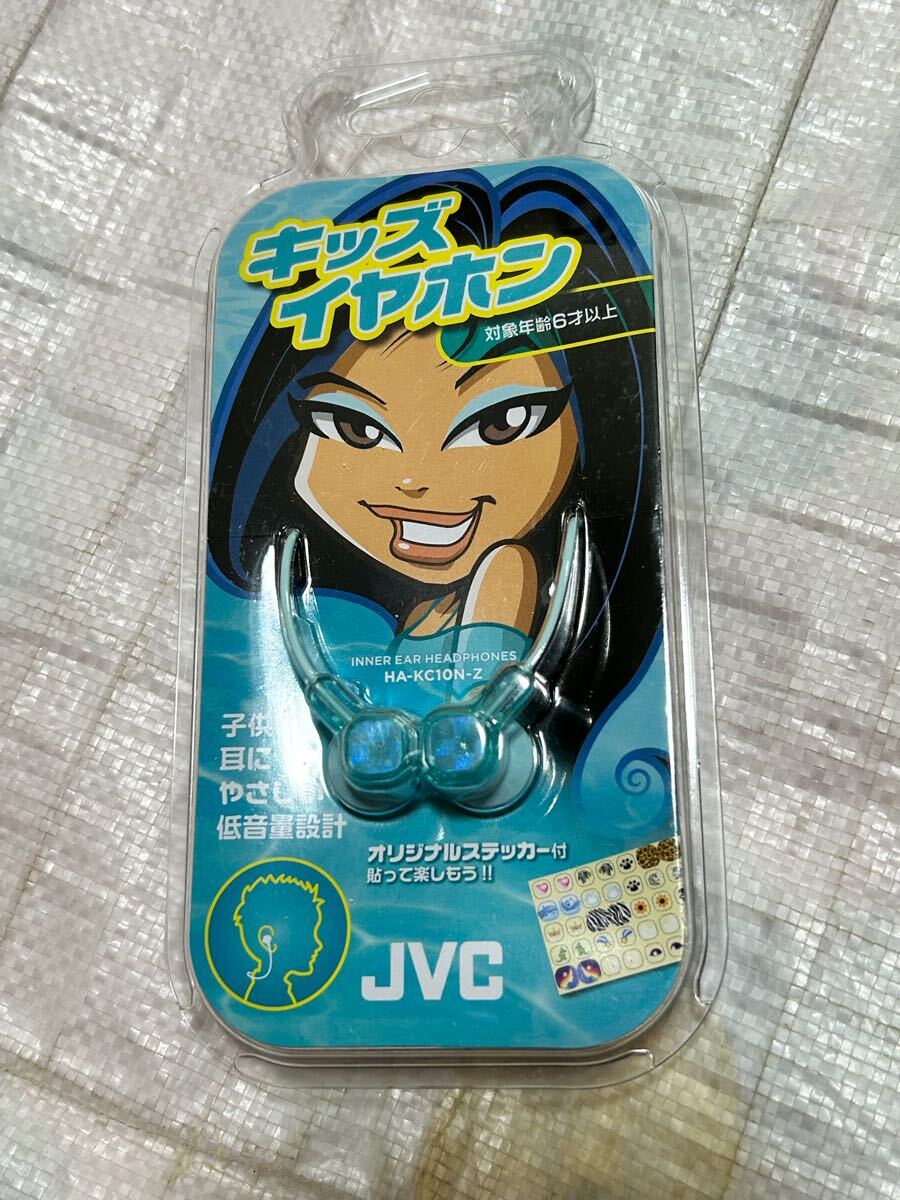 キッズ
イヤホン
対象年齢6才以上
INNER EAR HEADPHONES
HA-KC10N-Z
子供
耳に
やさし
低音量設計
オリジナルステッカー付
貼って楽しもう!!
JVC